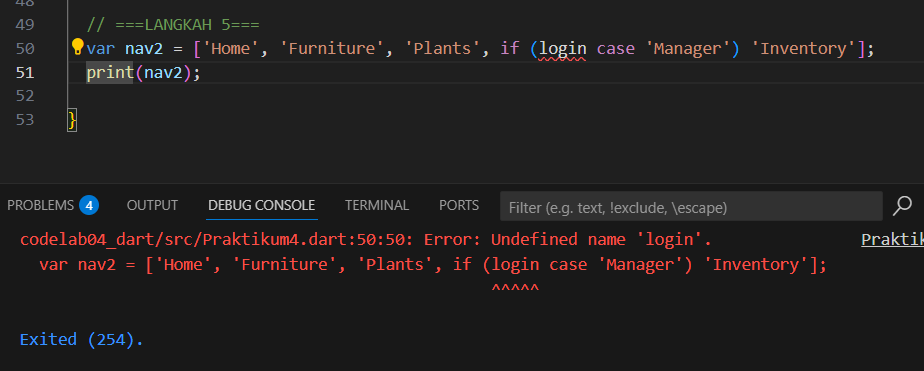 48
49 // ===LANGKAH 5===
50 var nav2 = ['Home', 'Furniture', 'Plants', if (login case 'Manager') 'Inventory'];
51 print(nav2);
52
53 }
PROBLEMS 4 OUTPUT DEBUG CONSOLE TERMINAL PORTS Filter (e.g. text, !exclude, \escape)
codelab04_dart/src/Praktikum4.dart:50:50: Error: Undefined name 'login'. Praktik
var nav2 = ['Home', 'Furniture', 'Plants', if (login case 'Manager') 'Inventory'];
^^^^^
Exited (254).